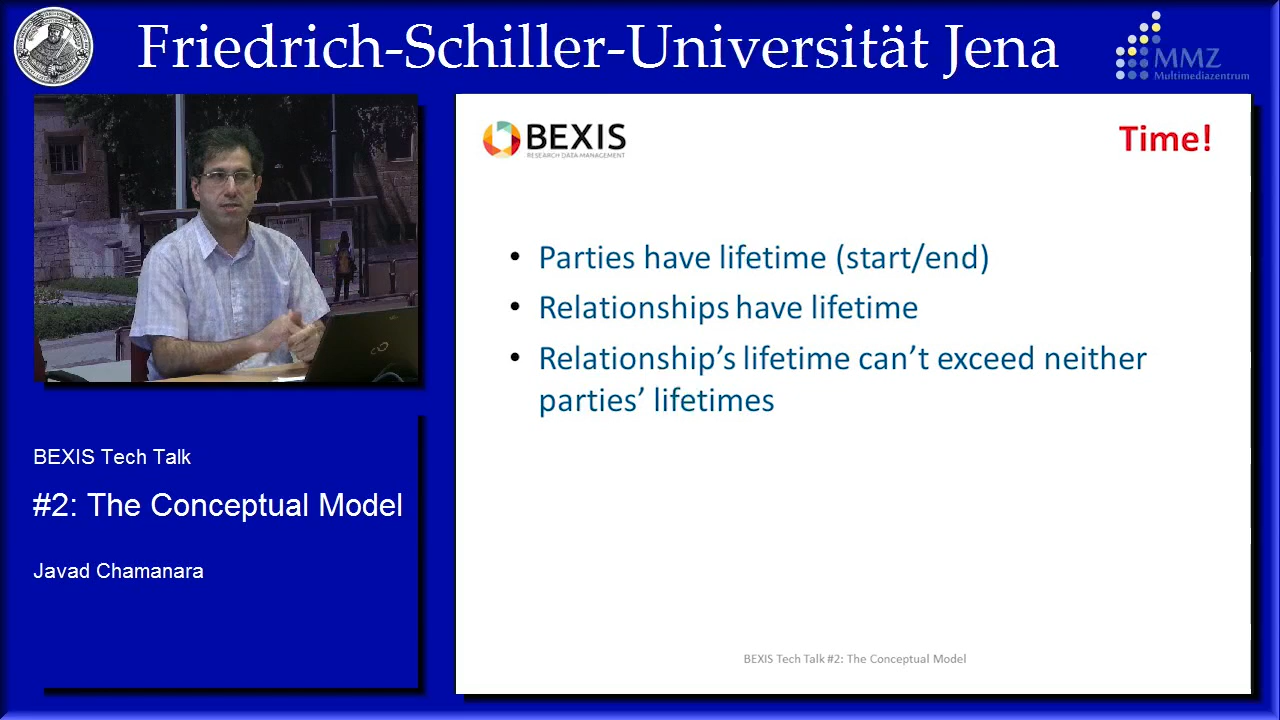 Friedrich-Schiller-Universität Jena
MMZ
Multimediazentrum
BEXIS
RESEARCH DATA MANAGEMENT
Time!
• Parties have lifetime (start/end)
• Relationships have lifetime
• Relationship’s lifetime can’t exceed neither
parties’ lifetimes
BEXIS Tech Talk
#2: The Conceptual Model
Javad Chamanara
BEXIS Tech Talk #2: The Conceptual Model